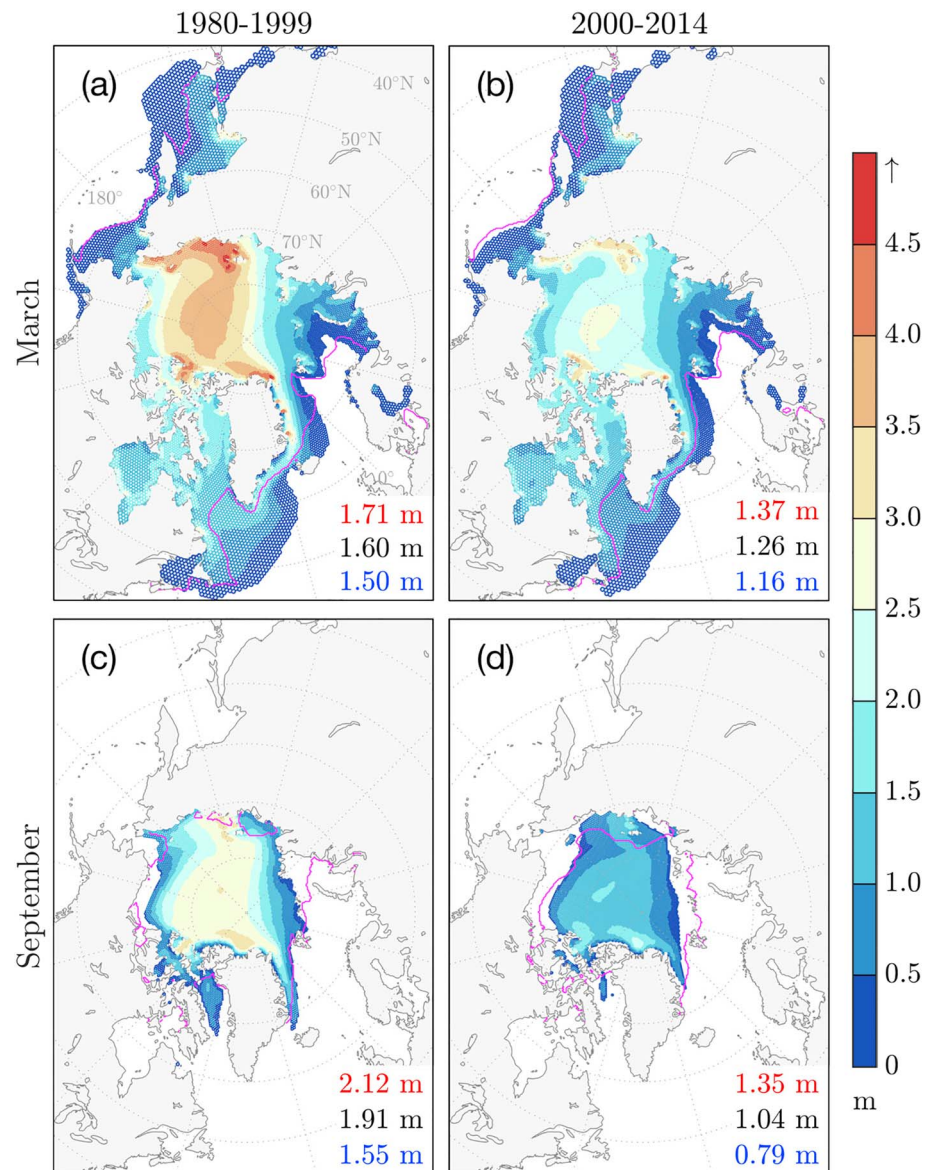 1980-1999
2000-2014
March
(a)
40°N
50°N
60°N
70°N
180°
0°
1.71 m
1.60 m
1.50 m
(b)
1.37 m
1.26 m
1.16 m
September
(c)
2.12 m
1.91 m
1.55 m
(d)
1.35 m
1.04 m
0.79 m
↑
4.5
4.0
3.5
3.0
2.5
2.0
1.5
1.0
0.5
0
m